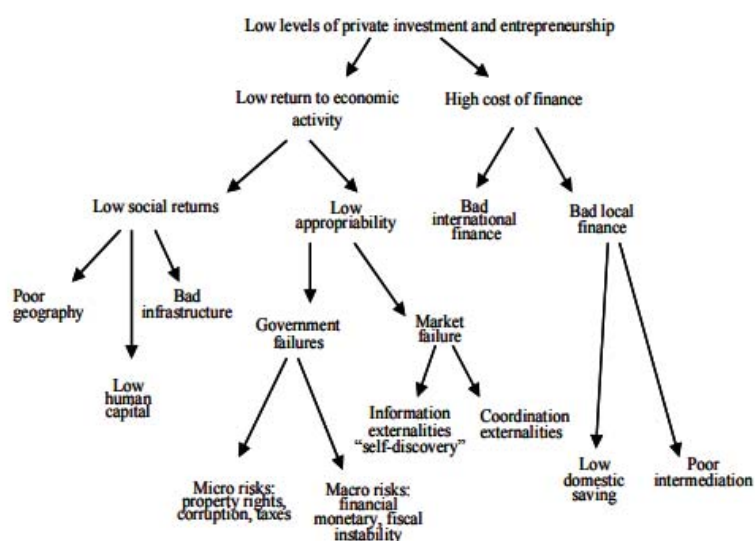 Low levels of private investment and entrepreneurship
Low return to economic
activity
High cost of finance
Low social returns
Low
appropriability
Bad
international
finance
Bad local
finance
Poor
geography
Bad
infrastructure
Government
failures
Market
failure
Low
human
capital
Information
externalities
“self-discovery”
Coordination
externalities
Low
domestic
saving
Poor
intermediation
Micro risks:
property rights,
corruption, taxes
Macro risks:
financial
monetary, fiscal
instability